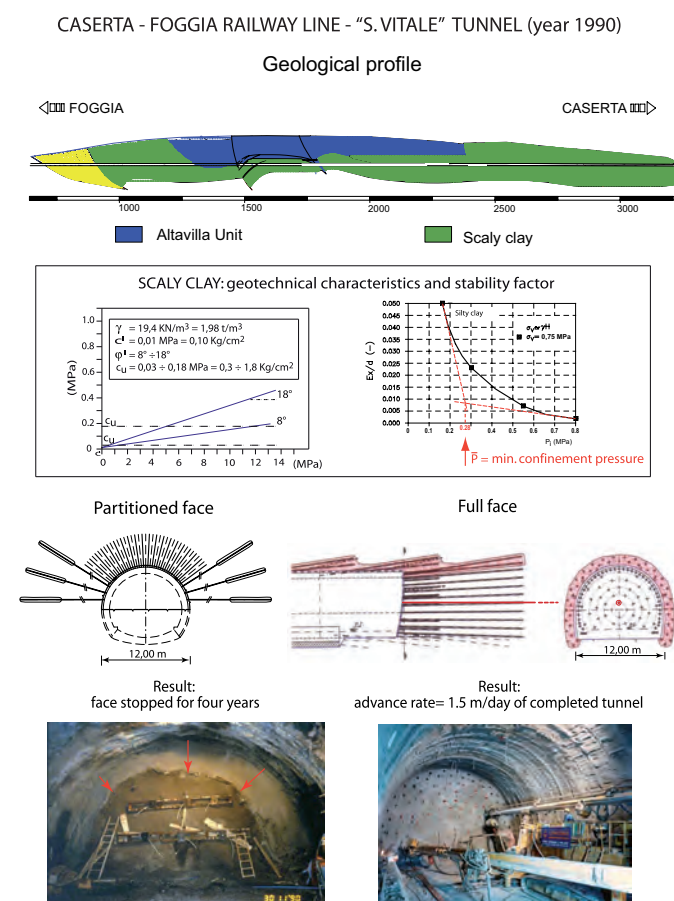 CASERTA - FOGGIA RAILWAY LINE - “S. VITALE” TUNNEL (year 1990)
Geological profile
FOGGIA
CASERTA
1000 1500 2000 2500 3000
Altavilla Unit
Scaly clay
SCALY CLAY: geotechnical characteristics and stability factor
(MPa)
1.0
0.8
0.6
0.4
0.2
0
γ = 19,4 KN/m³ = 1,98 t/m³
c' = 0,01 MPa = 0,10 Kg/cm²
φ' = 8° ÷18°
cu = 0,03 ÷ 0,18 MPa = 0,3 ÷ 1,8 Kg/cm²
18°
8°
cu
cu
c'
0 2 4 6 8 10 12 14 (MPa)
Ex/d (–)
0.050
0.045
0.040
0.035
0.030
0.025
0.020
0.015
0.010
0.005
0.000
Silty clay
σv= 0,75 MPa
0 0.1 0.2 0.3 0.4 0.5 0.6 0.7 0.8
0.28
Pi (MPa)
P̅ = min. confinement pressure
Partitioned face
Full face
12,00 m
12,00 m
Result:
face stopped for four years
Result:
advance rate= 1.5 m/day of completed tunnel